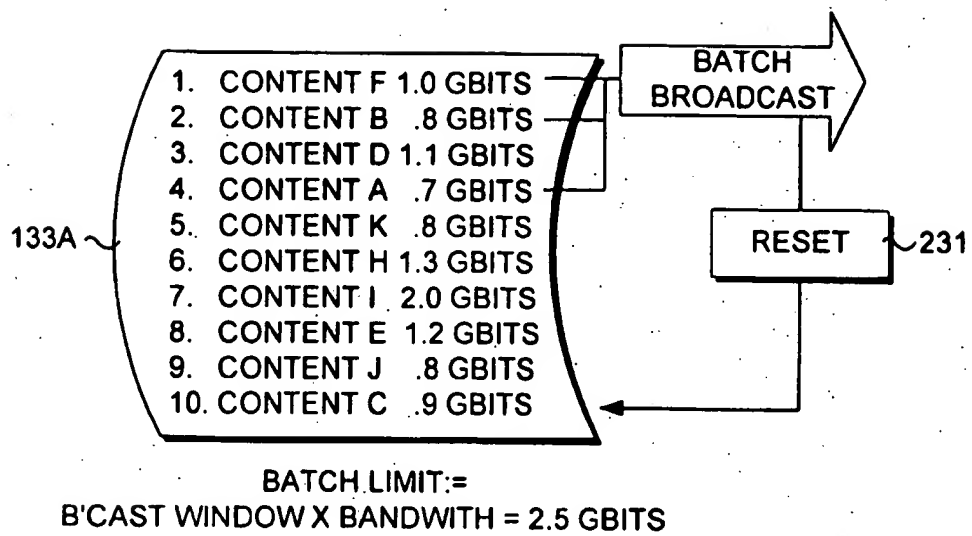 BATCH
BROADCAST
1. CONTENT F 1.0 GBITS
2. CONTENT B .8 GBITS
3. CONTENT D 1.1 GBITS
4. CONTENT A .7 GBITS
5. CONTENT K .8 GBITS
6. CONTENT H 1.3 GBITS
7. CONTENT I 2.0 GBITS
8. CONTENT E 1.2 GBITS
9. CONTENT J .8 GBITS
10. CONTENT C .9 GBITS
133A
RESET
231
BATCH LIMIT:=
B'CAST WINDOW X BANDWITH = 2.5 GBITS